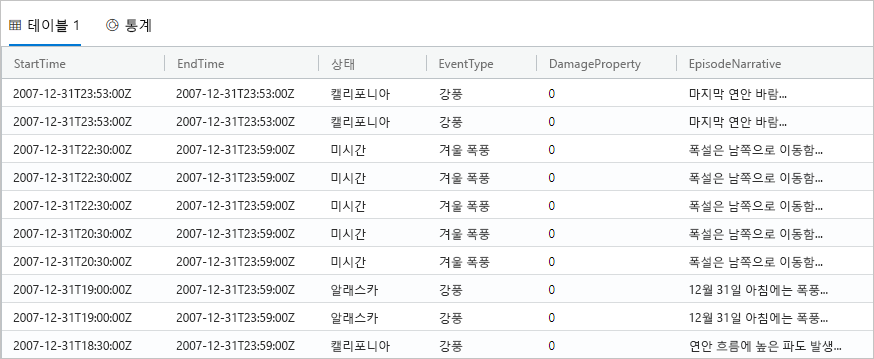 테이블 1 통계
StartTime EndTime 상태 EventType DamageProperty EpisodeNarrative
2007-12-31T23:53:00Z 2007-12-31T23:53:00Z 캘리포니아 강풍 0 마지막 연안 바람...
2007-12-31T23:53:00Z 2007-12-31T23:53:00Z 캘리포니아 강풍 0 마지막 연안 바람...
2007-12-31T22:30:00Z 2007-12-31T23:59:00Z 미시간 겨울 폭풍 0 폭설은 남쪽으로 이동함...
2007-12-31T22:30:00Z 2007-12-31T23:59:00Z 미시간 겨울 폭풍 0 폭설은 남쪽으로 이동함...
2007-12-31T22:30:00Z 2007-12-31T23:59:00Z 미시간 겨울 폭풍 0 폭설은 남쪽으로 이동함...
2007-12-31T20:30:00Z 2007-12-31T23:59:00Z 미시간 겨울 폭풍 0 폭설은 남쪽으로 이동함...
2007-12-31T20:30:00Z 2007-12-31T23:59:00Z 미시간 겨울 폭풍 0 폭설은 남쪽으로 이동함...
2007-12-31T19:00:00Z 2007-12-31T23:59:00Z 알래스카 강풍 0 12월 31일 아침에는 폭풍...
2007-12-31T19:00:00Z 2007-12-31T23:59:00Z 알래스카 강풍 0 12월 31일 아침에는 폭풍...
2007-12-31T18:30:00Z 2007-12-31T23:59:00Z 캘리포니아 강풍 0 연안 흐름에 높은 파도 발생...